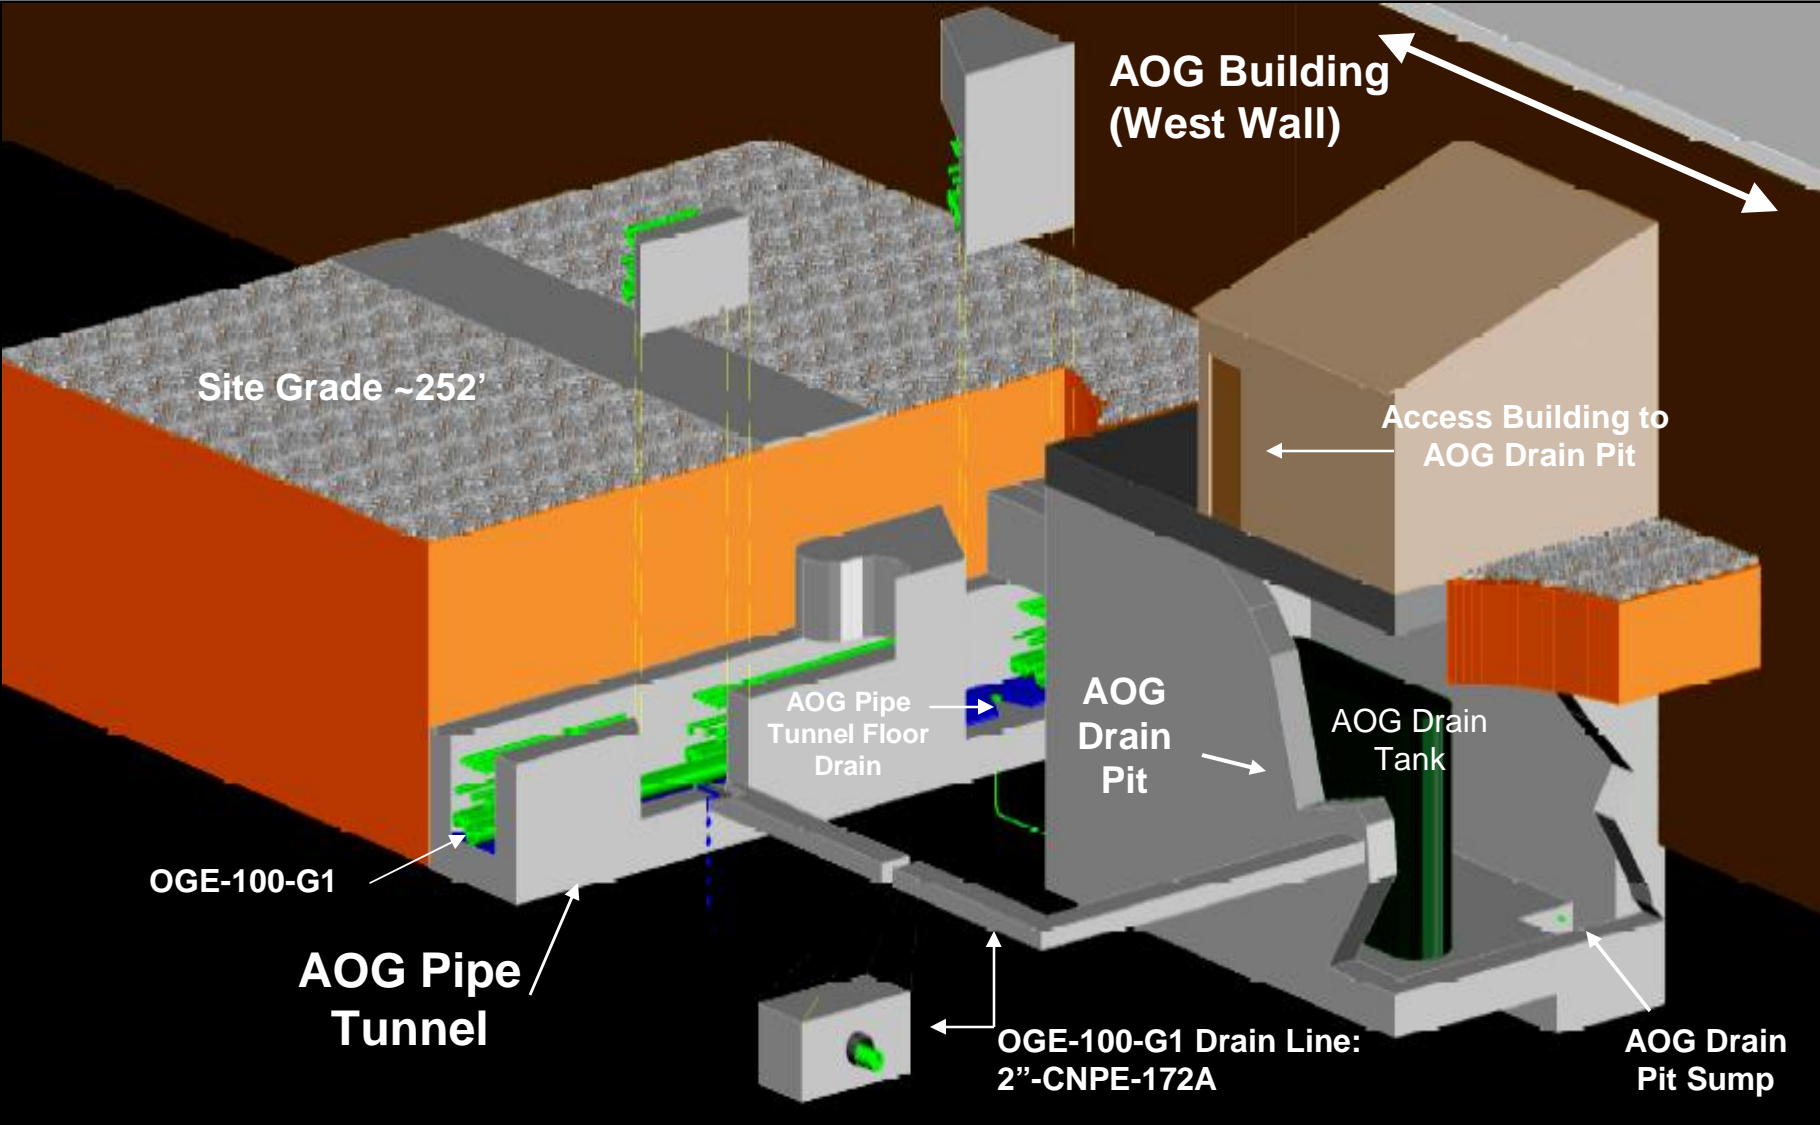 AOG Building
(West Wall)
Site Grade ~252’
Access Building to
AOG Drain Pit
AOG Pipe
Tunnel Floor
Drain
AOG
Drain
Pit
AOG Drain
Tank
OGE-100-G1
AOG Pipe
Tunnel
OGE-100-G1 Drain Line:
2”-CNPE-172A
AOG Drain
Pit Sump